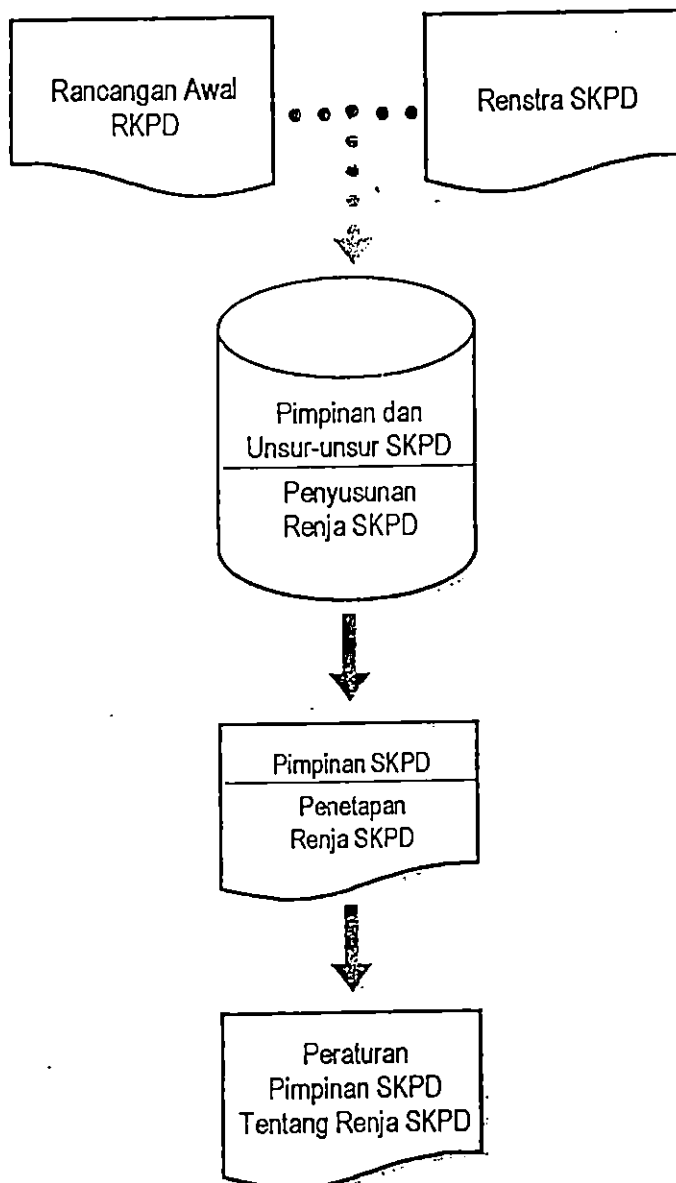 Rancangan Awal
RKPD
Renstra SKPD
Pimpinan dan
Unsur-unsur SKPD
Penyusunan
Renja SKPD
Pimpinan SKPD
Penetapan
Renja SKPD
Peraturan
Pimpinan SKPD
Tentang Renja SKPD